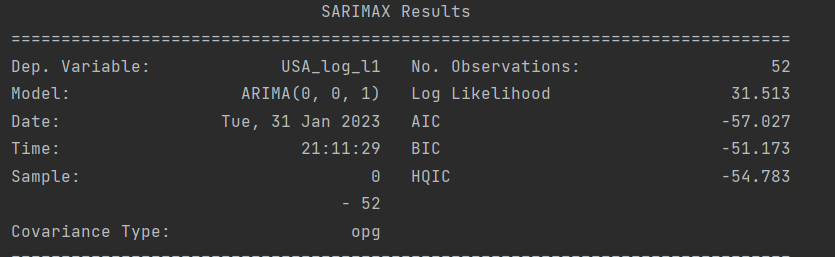 SARIMAX Results
==============================================================================
Dep. Variable: USA_log_l1 No. Observations: 52
Model: ARIMA(0, 0, 1) Log Likelihood 31.513
Date: Tue, 31 Jan 2023 AIC -57.027
Time: 21:11:29 BIC -51.173
Sample: 0 HQIC -54.783
- 52
Covariance Type: opg
==============================================================================